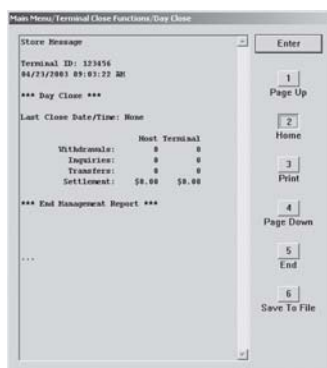 Main Menu/Terminal Close Functions/Day Close
Store Message
Terminal ID: 123456
04/23/2003 09:03:22 AM
*** Day Close ***
Last Close Date/Time: None
Host Terminal
Withdrawals: 0 0
Inquiries: 0 0
Transfers: 0 0
Settlement: $0.00 $0.00
*** End Management Report ***
...
Enter
1
Page Up
2
Home
3
Print
4
Page Down
5
End
6
Save To File